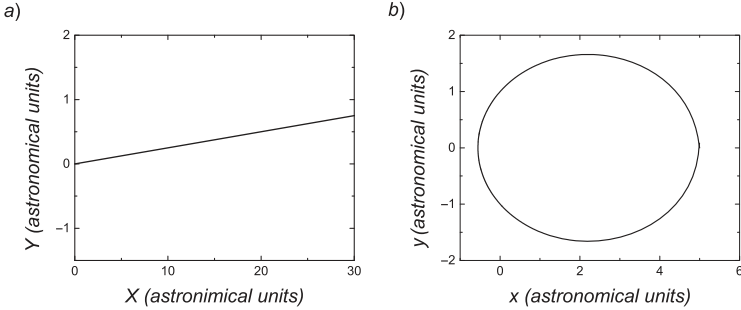 a)
2
1
0
−1
0
10
20
30
Y (astronomical units)
X (astrinimical units)
b)
2
1
0
−1
−2
0
2
4
6
y (astronomical units)
x (astronomical units)